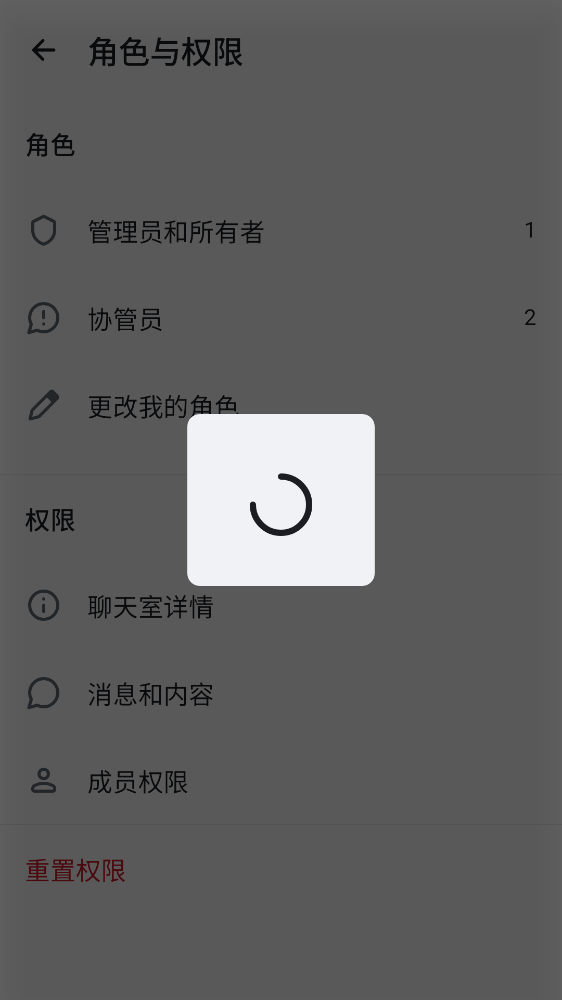 角色与权限
角色
管理员和所有者 1
协管员 2
更改我的角色
权限
聊天室详情
消息和内容
成员权限
重置权限